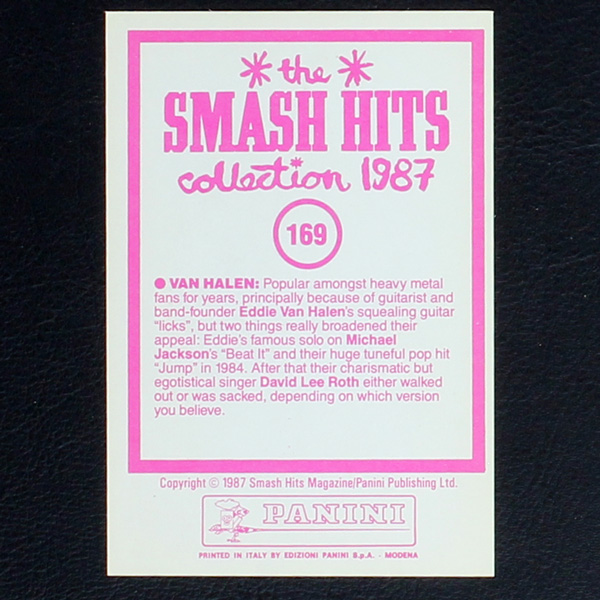 the
SMASH HITS
collection 1987
169
● VAN HALEN: Popular amongst heavy metal
fans for years, principally because of guitarist and
band-founder Eddie Van Halen's squealing guitar
"licks", but two things really broadened their
appeal: Eddie's famous solo on Michael
Jackson's "Beat It" and their huge tuneful pop hit
"Jump" in 1984. After that their charismatic but
egotistical singer David Lee Roth either walked
out or was sacked, depending on which version
you believe.
Copyright © 1987 Smash Hits Magazine/Panini Publishing Ltd.
PANINI
PRINTED IN ITALY BY EDIZIONI PANINI S.p.A. - MODENA